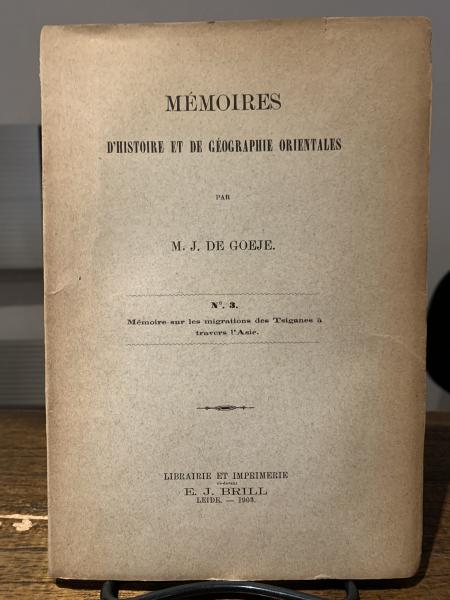 MÉMOIRES
D'HISTOIRE ET DE GÉOGRAPHIE ORIENTALES
PAR
M. J. DE GOEJE.
Nº. 3.
Mémoire sur les migrations des Tsiganes à
travers l'Asie.
LIBRAIRIE ET IMPRIMERIE
ci-devant
E. J. BRILL
LEIDE. — 1903.